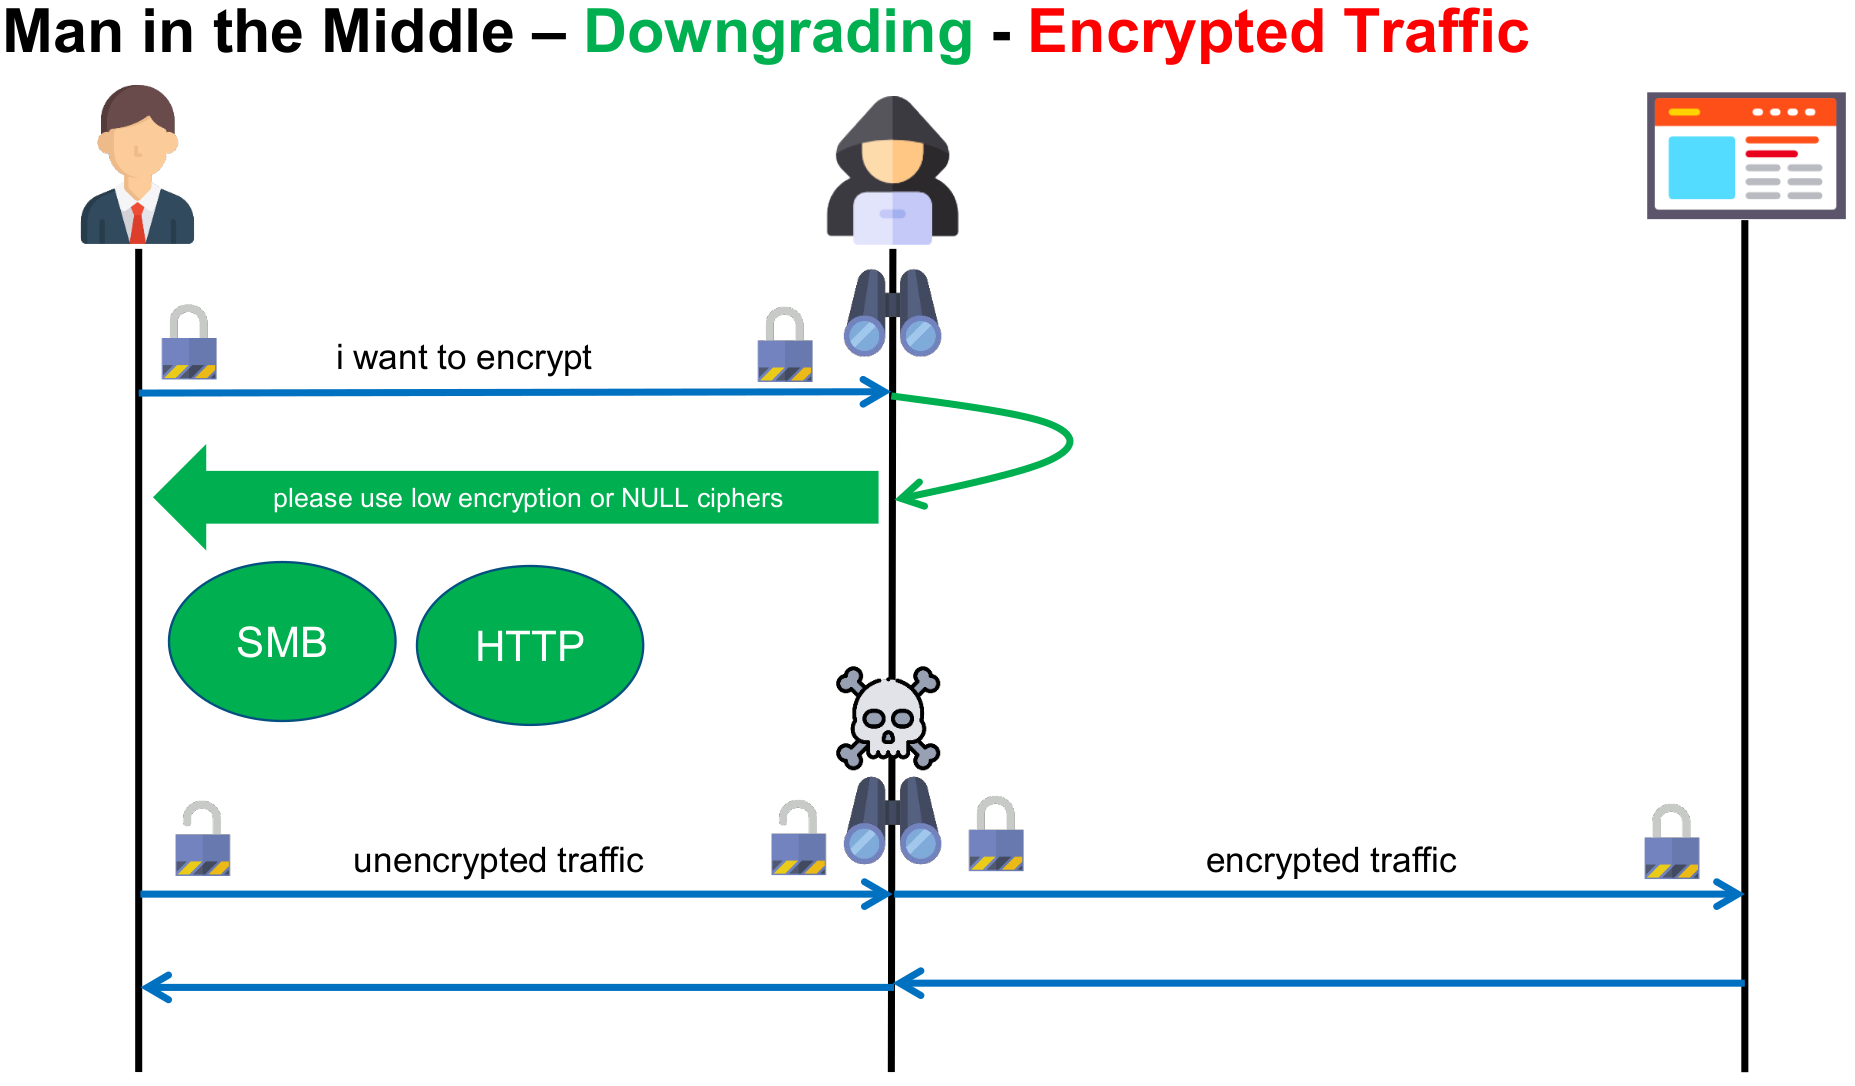 Man in the Middle – Downgrading - Encrypted Traffic
i want to encrypt
please use low encryption or NULL ciphers
SMB
HTTP
unencrypted traffic
encrypted traffic